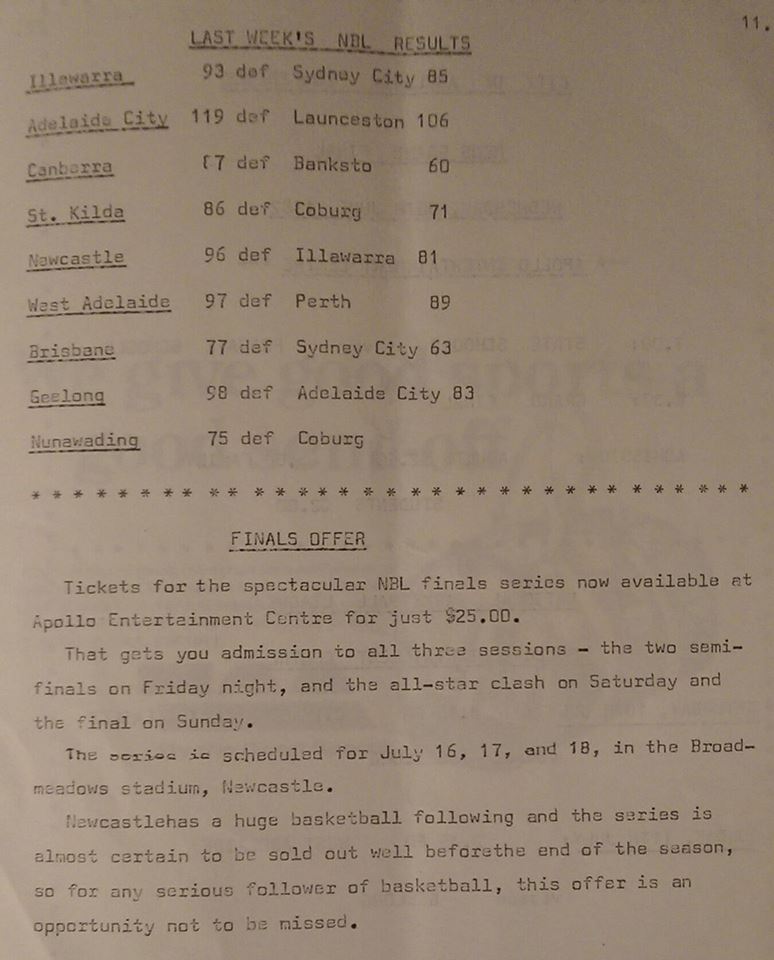 11.
LAST WEEK'S NBL RESULTS
Illawarra 93 def Sydney City 85
Adelaide City 119 def Launceston 106
Canberra 7 def Banksto 60
St. Kilda 86 def Coburg 71
Newcastle 96 def Illawarra 81
West Adelaide 97 def Perth 89
Brisbane 77 def Sydney City 63
Geelong 98 def Adelaide City 83
Nunawading 75 def Coburg
* * * * * * * * * * * * * * * * * * * * * * * * * * * * * * * * *
FINALS OFFER
Tickets for the spectacular NBL finals series now available at
Apollo Entertainment Centre for just $25.00.
That gets you admission to all three sessions - the two semi-
finals on Friday night, and the all-star clash on Saturday and
the final on Sunday.
The series is scheduled for July 16, 17, and 18, in the Broad-
meadows stadium, Newcastle.
Newcastlehas a huge basketball following and the series is
almost certain to be sold out well beforethe end of the season,
so for any serious follower of basketball, this offer is an
opportunity not to be missed.